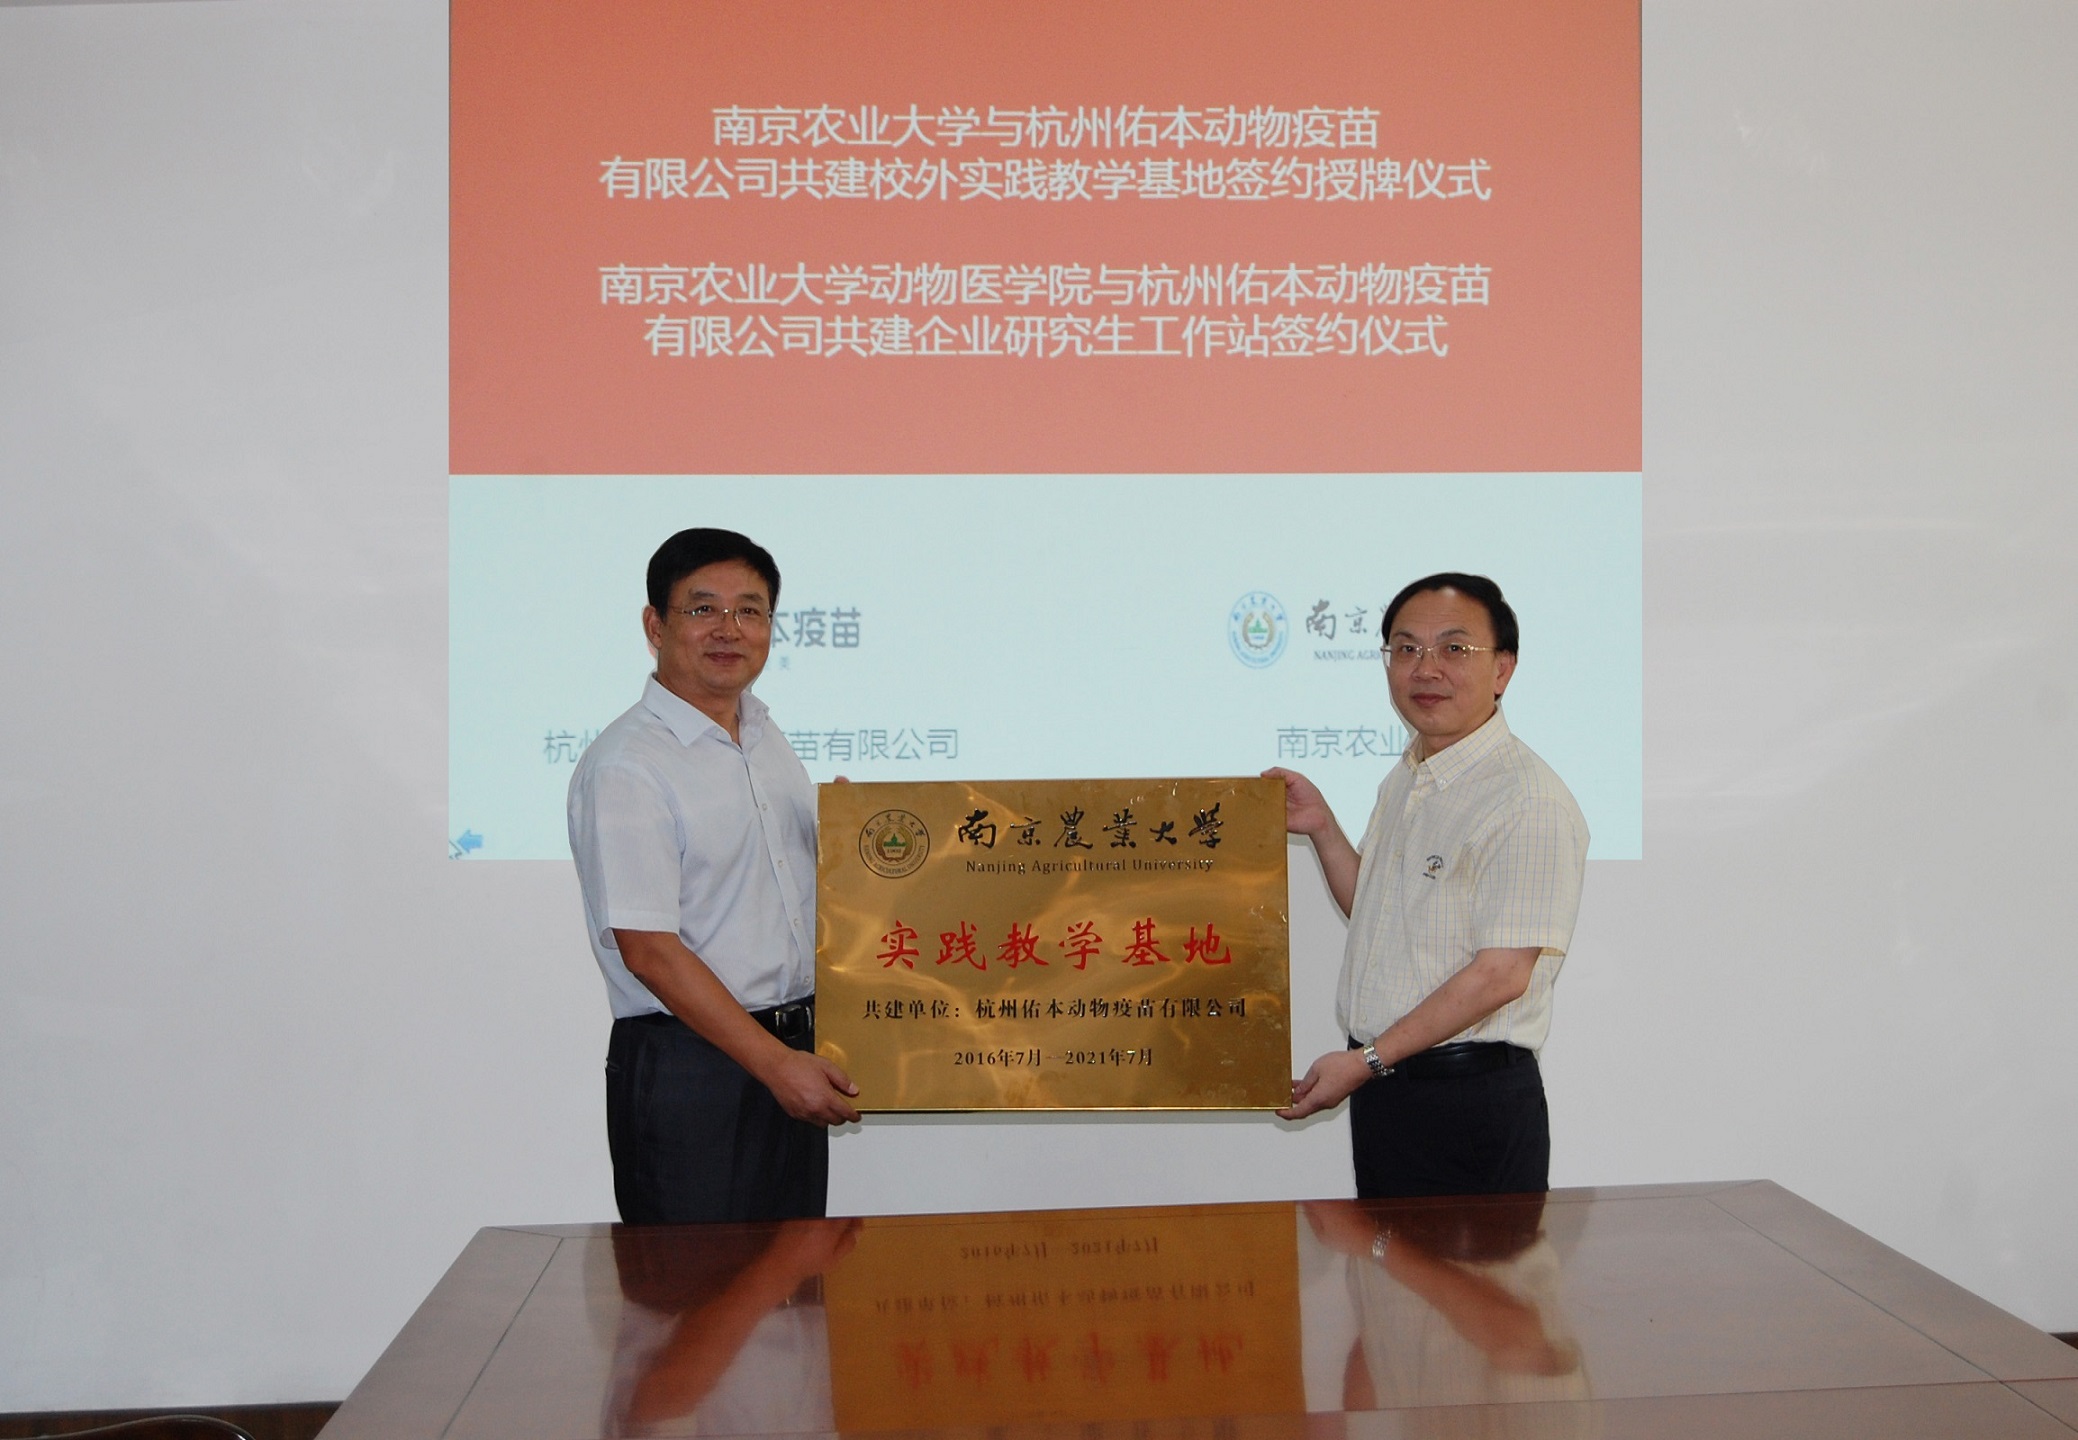 南京农业大学与杭州佑本动物疫苗
有限公司共建校外实践教学基地签约授牌仪式
南京农业大学动物医学院与杭州佑本动物疫苗
有限公司共建企业研究生工作站签约仪式
本疫苗
美
南京
NANJING AGRI
杭州
苗有限公司
南京农业
南京農業大學
Nanjing Agricultural University
实践教学基地
共建单位：杭州佑本动物疫苗有限公司
2016年7月--2021年7月